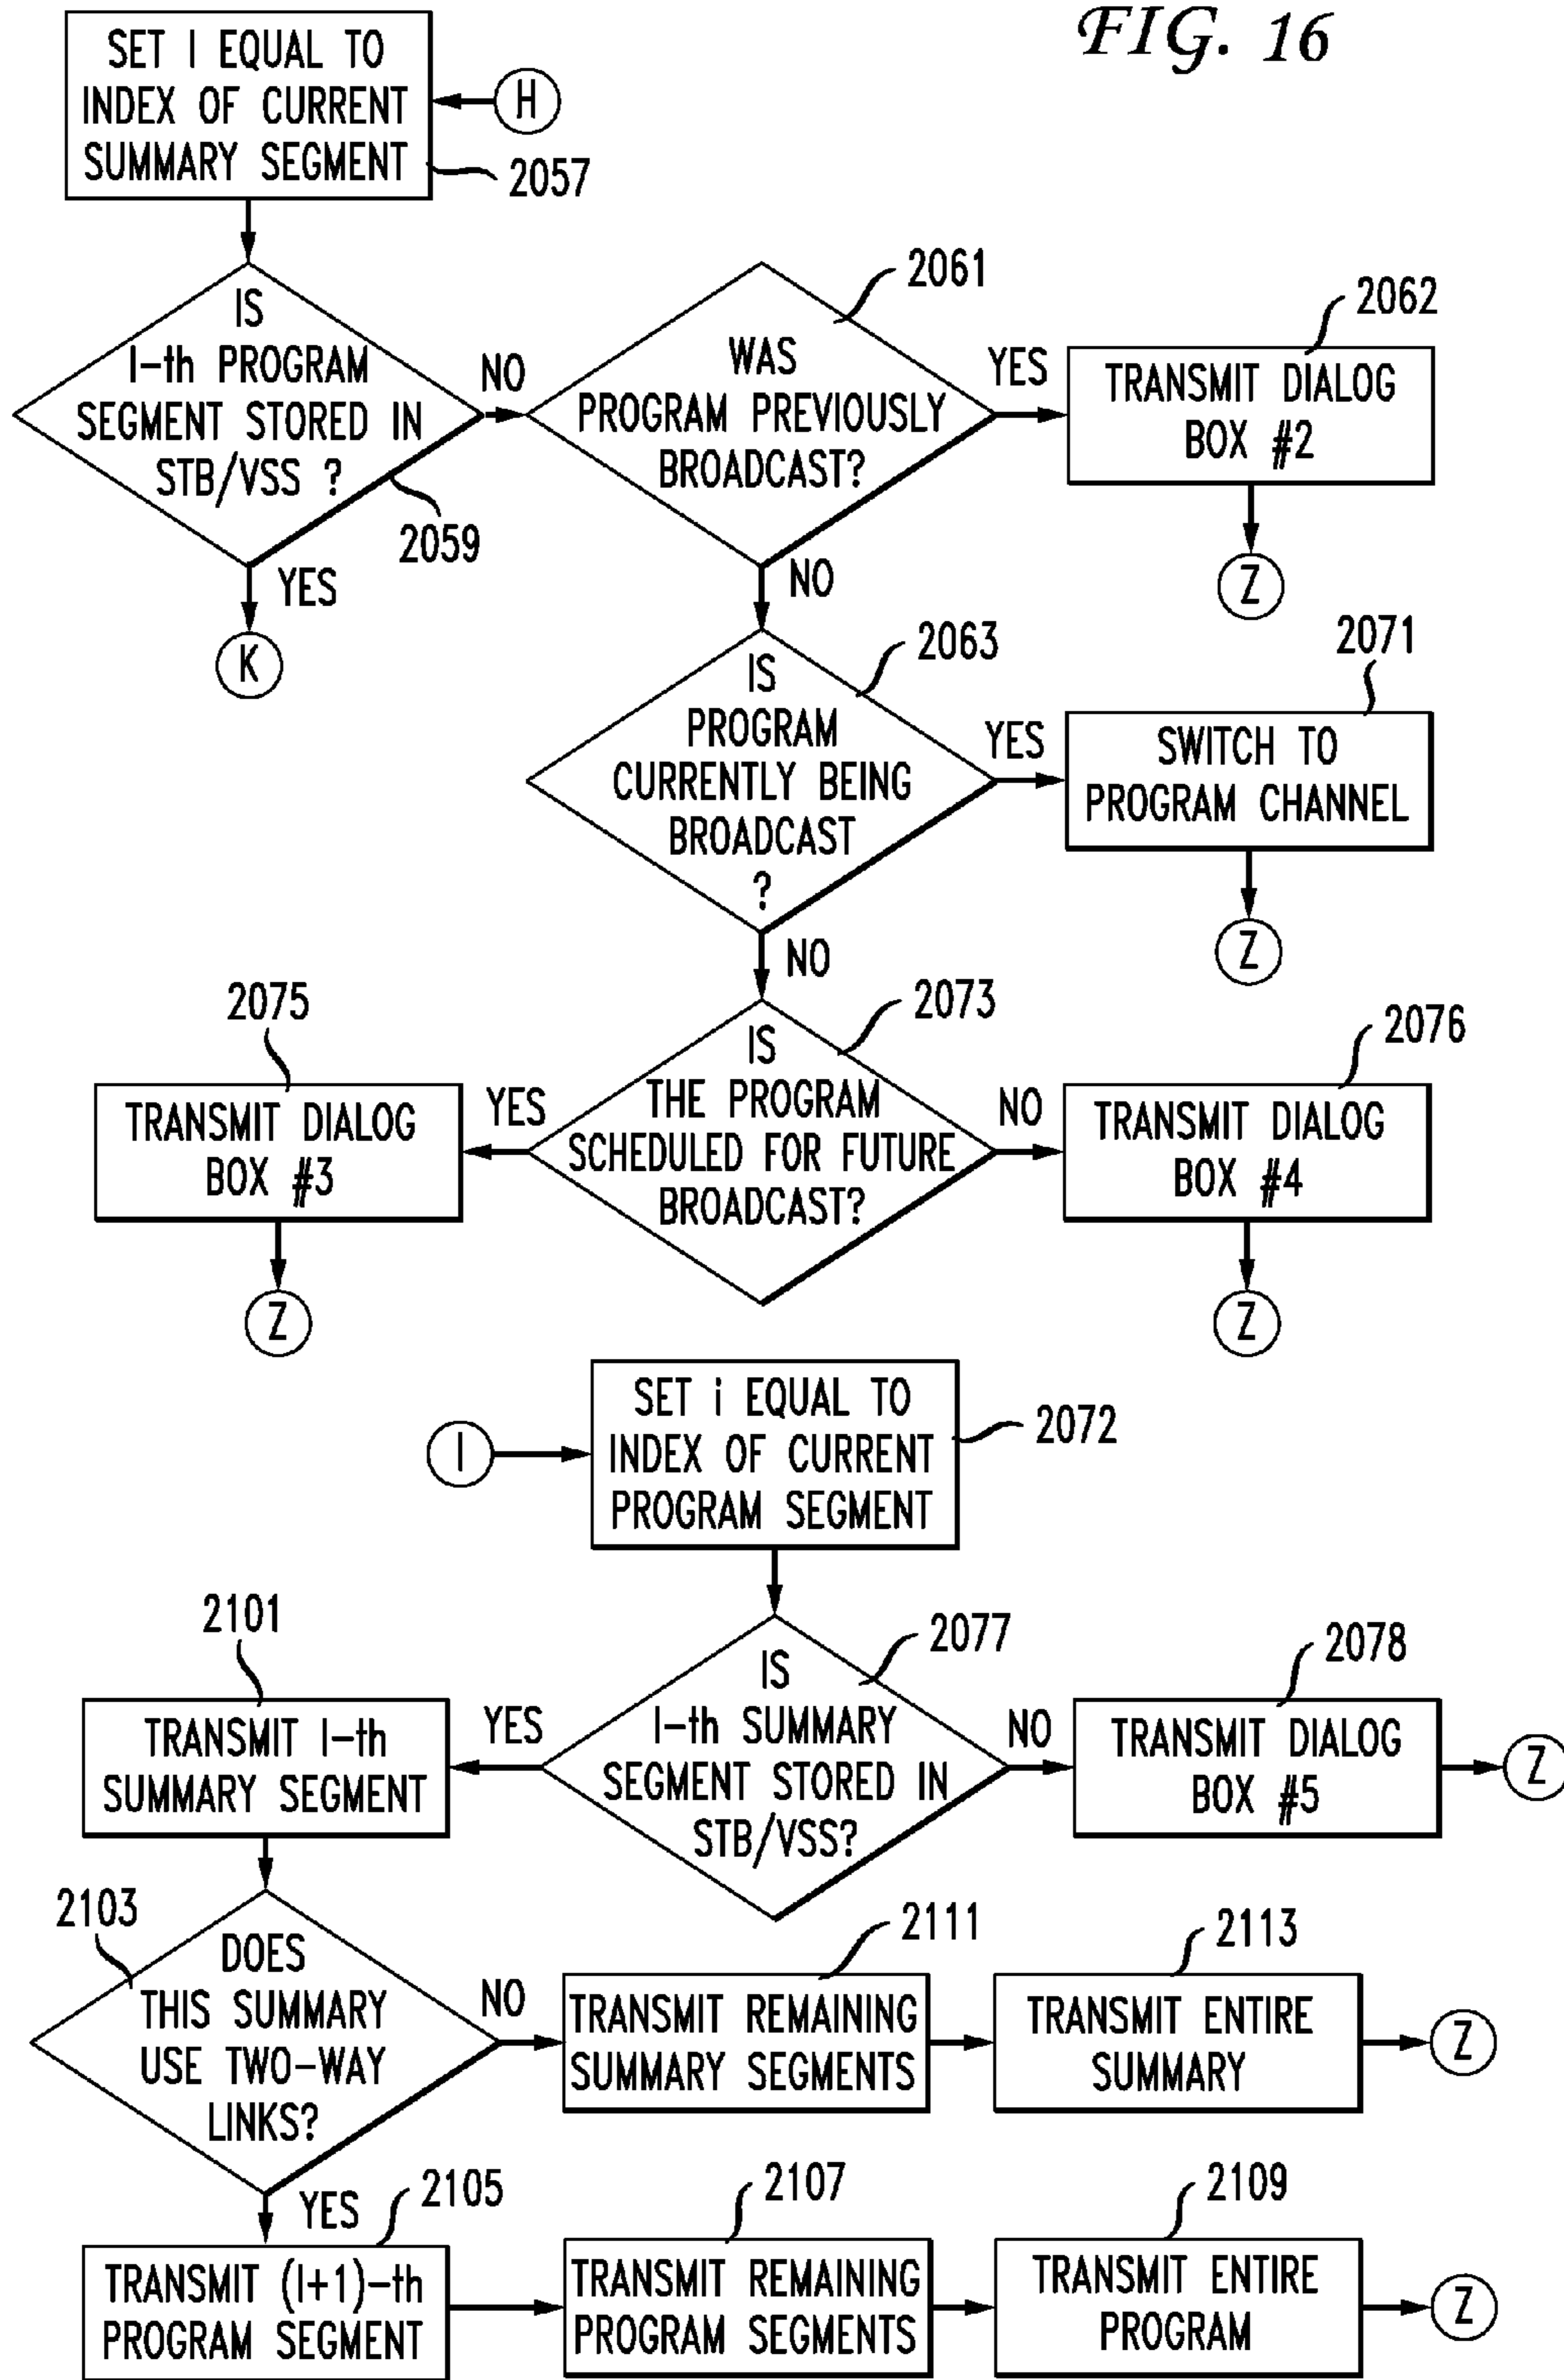 FIG. 16
SET I EQUAL TO
INDEX OF CURRENT
SUMMARY SEGMENT
H
2057
IS
I-th PROGRAM
SEGMENT STORED IN
STB/VSS ?
2059
NO
YES
K
2061
WAS
PROGRAM PREVIOUSLY
BROADCAST?
YES
NO
2062
TRANSMIT DIALOG
BOX #2
Z
2063
IS
PROGRAM
CURRENTLY BEING
BROADCAST
?
YES
NO
2071
SWITCH TO
PROGRAM CHANNEL
Z
2073
IS
THE PROGRAM
SCHEDULED FOR FUTURE
BROADCAST?
YES
NO
2075
TRANSMIT DIALOG
BOX #3
Z
2076
TRANSMIT DIALOG
BOX #4
Z
I
SET i EQUAL TO
INDEX OF CURRENT
PROGRAM SEGMENT
2072
2077
IS
I-th SUMMARY
SEGMENT STORED IN
STB/VSS?
YES
NO
2078
TRANSMIT DIALOG
BOX #5
Z
2101
TRANSMIT I-th
SUMMARY SEGMENT
2103
DOES
THIS SUMMARY
USE TWO-WAY
LINKS?
NO
YES
2111
TRANSMIT REMAINING
SUMMARY SEGMENTS
2113
TRANSMIT ENTIRE
SUMMARY
Z
2105
TRANSMIT (I+1)-th
PROGRAM SEGMENT
2107
TRANSMIT REMAINING
PROGRAM SEGMENTS
2109
TRANSMIT ENTIRE
PROGRAM
Z